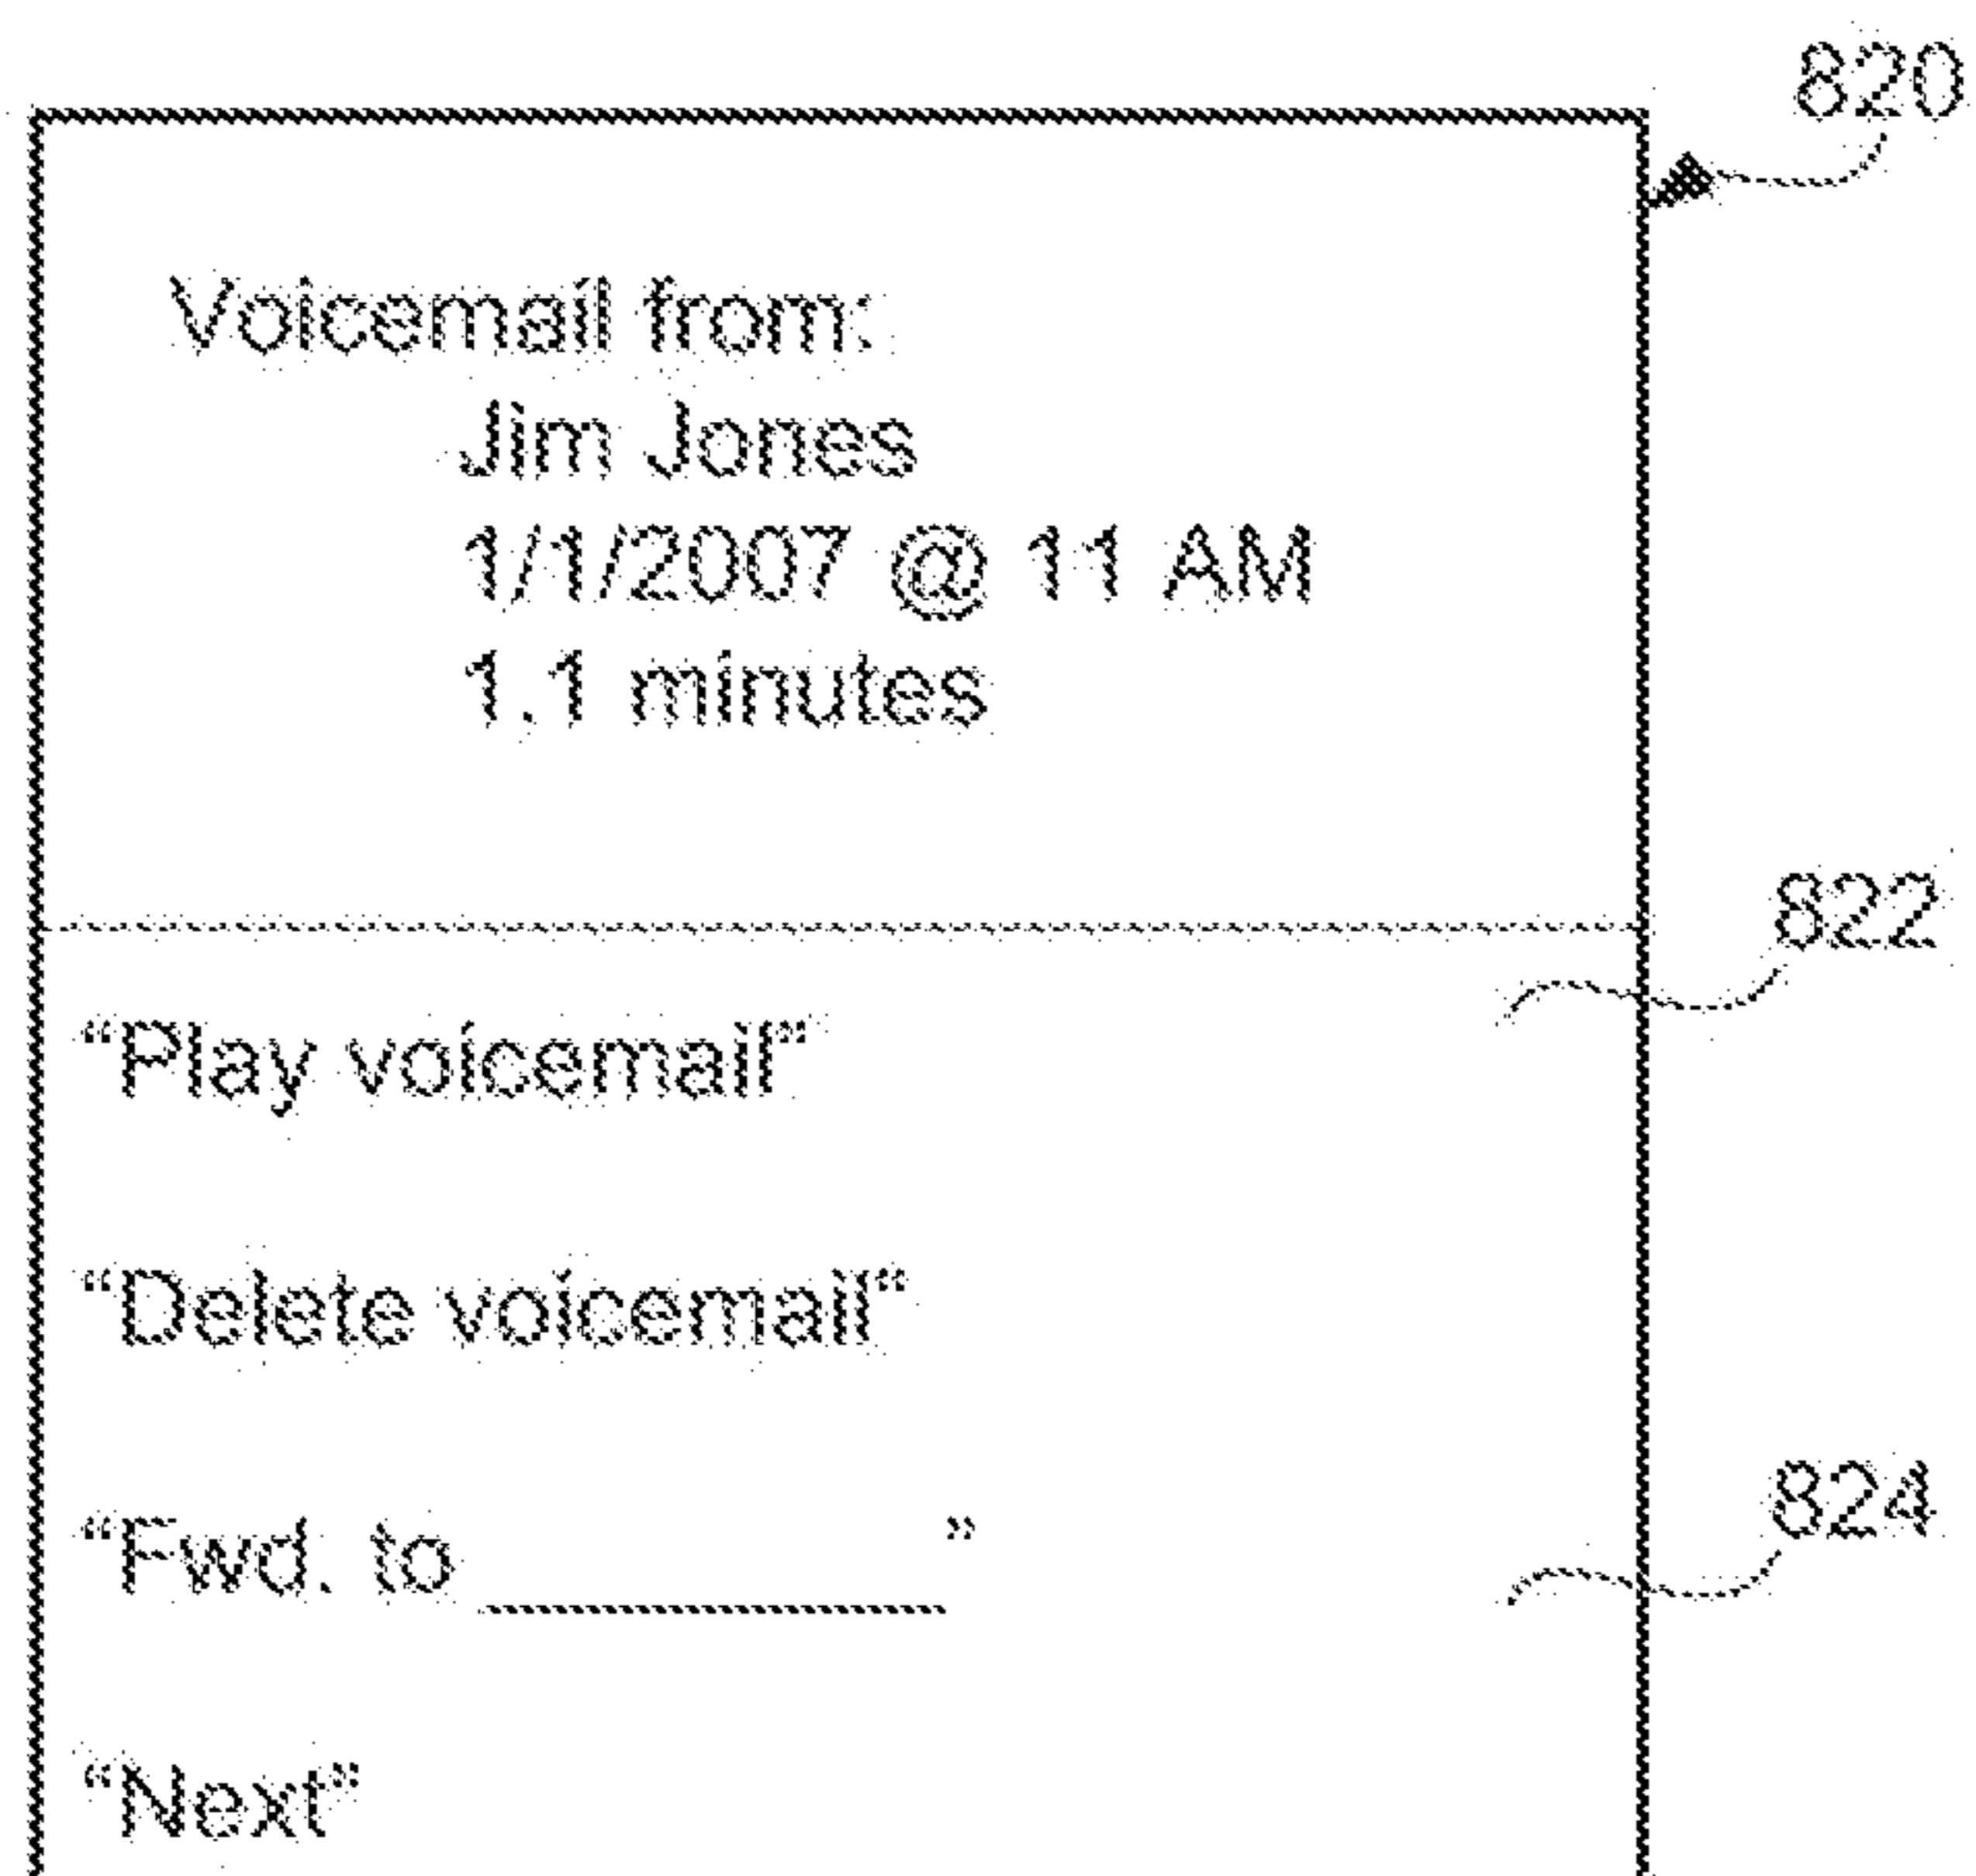 820
Voicemail from:
Jim Jones
1/1/2007 @ 11 AM
1.1 minutes
822
“Play voicemail”
“Delete voicemail“
824
“Fwd. to ______________”
“Next”